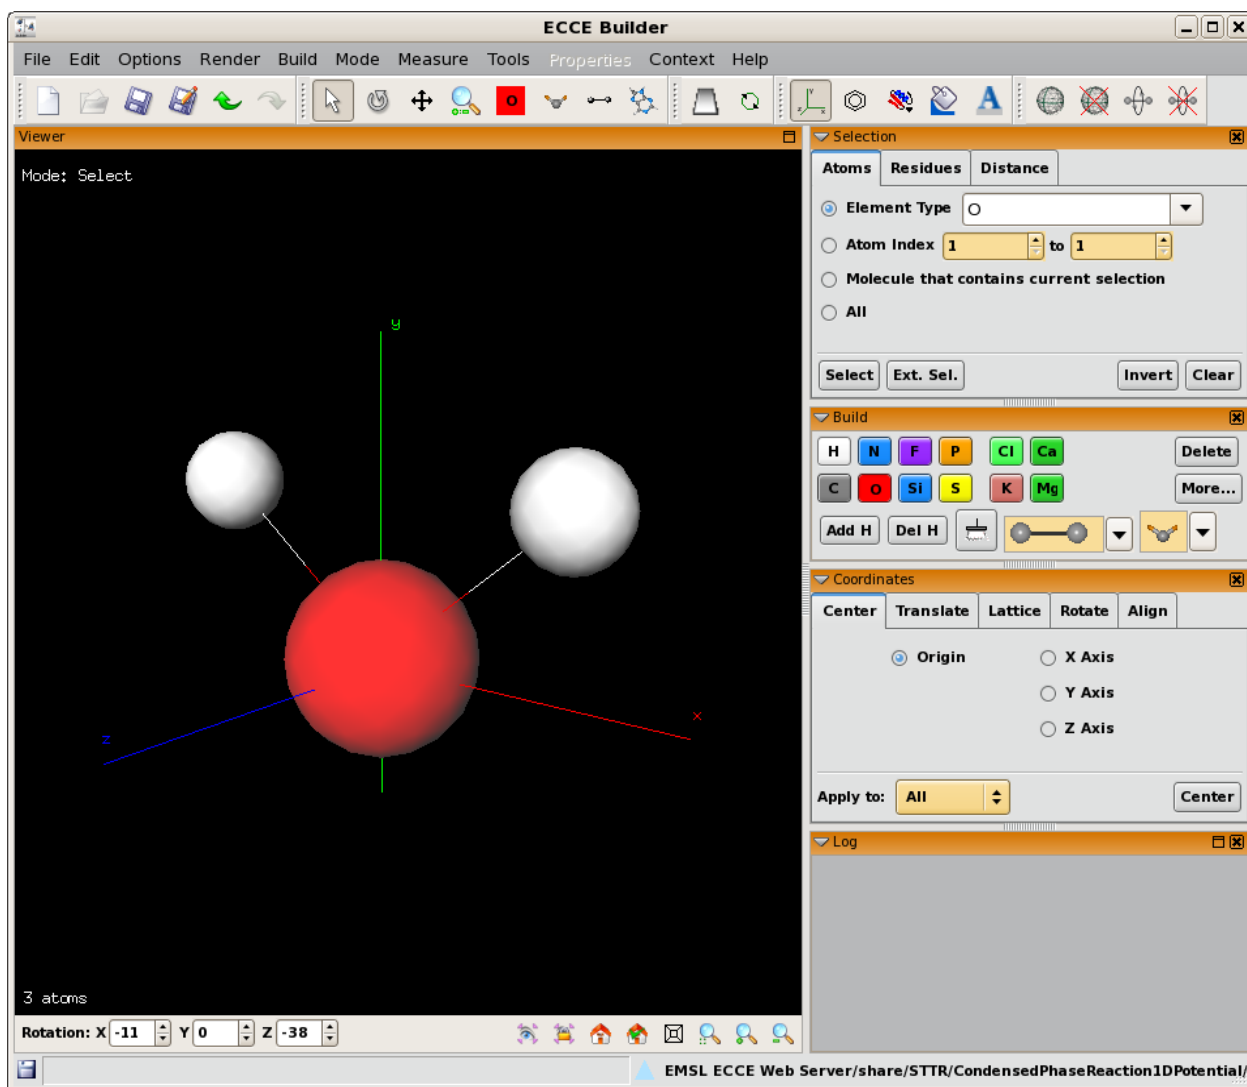 ECCE Builder
File Edit Options Render Build Mode Measure Tools Properties Context Help
O A
Viewer
Mode: Select
y
x
z
3 atoms
Rotation: X -11 Y 0 Z -38
Selection
Atoms Residues Distance
Element Type O
Atom Index 1 to 1
Molecule that contains current selection
All
Select Ext. Sel. Invert Clear
Build
H N F P Cl Ca Delete
C O Si S K Mg More...
Add H Del H
Coordinates
Center Translate Lattice Rotate Align
Origin X Axis
Y Axis
Z Axis
Apply to: All Center
Log
EMSL ECCE Web Server/share/STTR/CondensedPhaseReaction1DPotential/